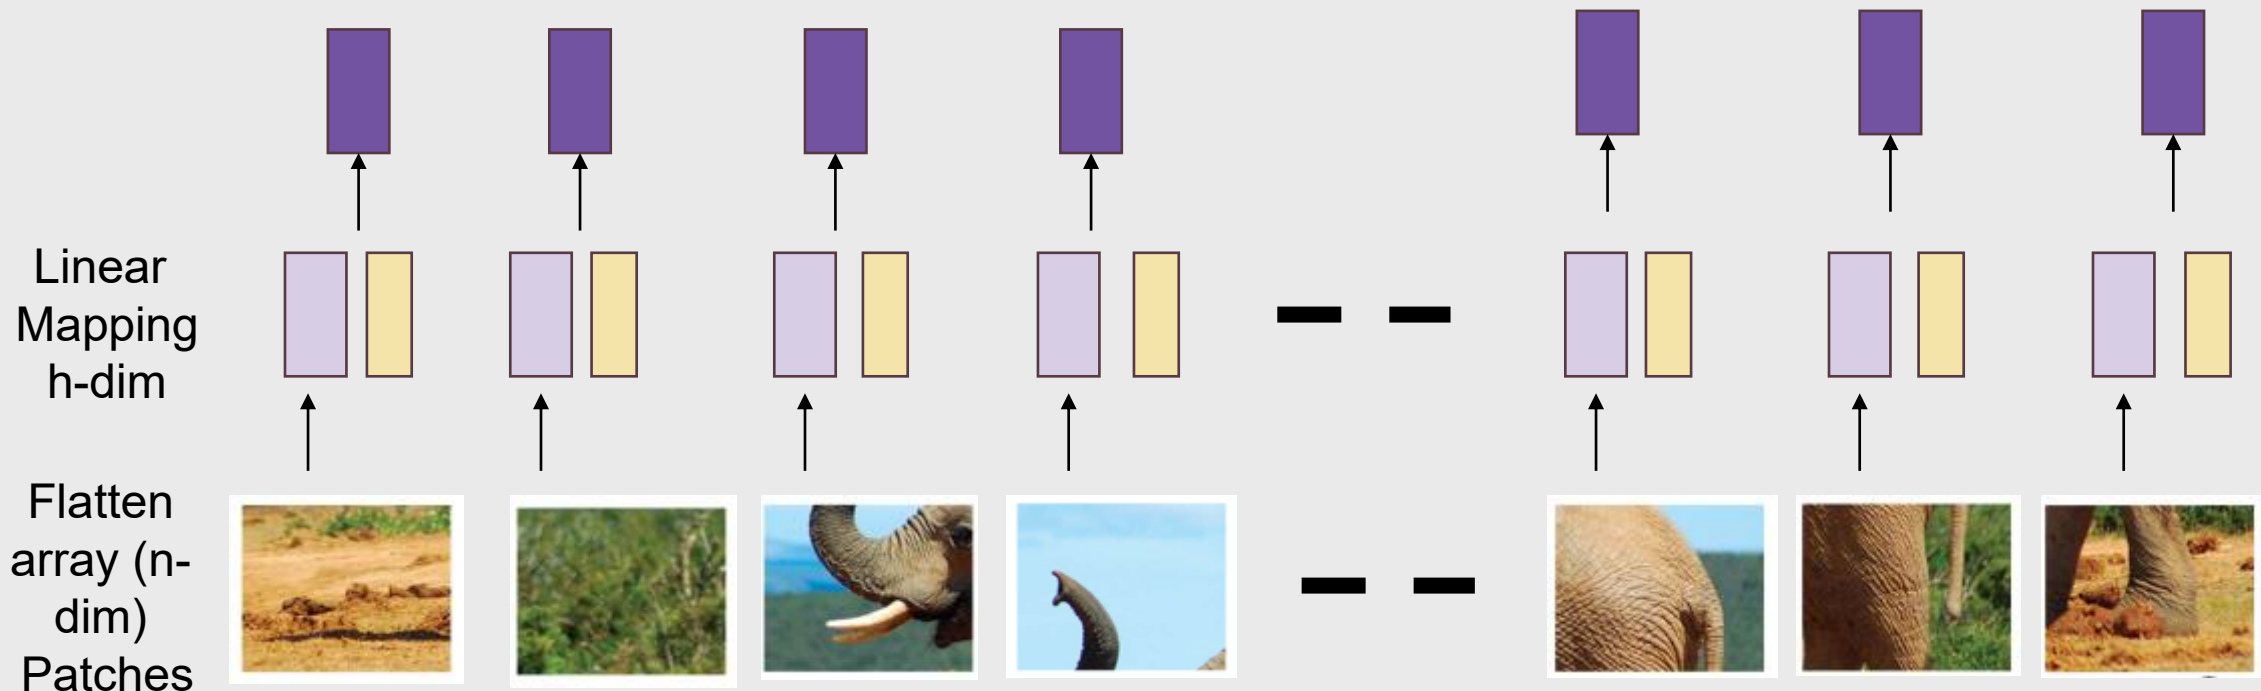 Linear
Mapping
h-dim
Flatten
array (n-
dim)
Patches